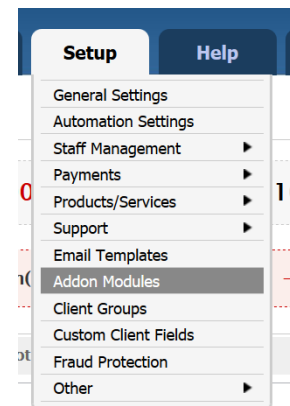 Setup Help
General Settings
Automation Settings
Staff Management
Payments
Products/Services
Support
Email Templates
Addon Modules
Client Groups
Custom Client Fields
Fraud Protection
Other